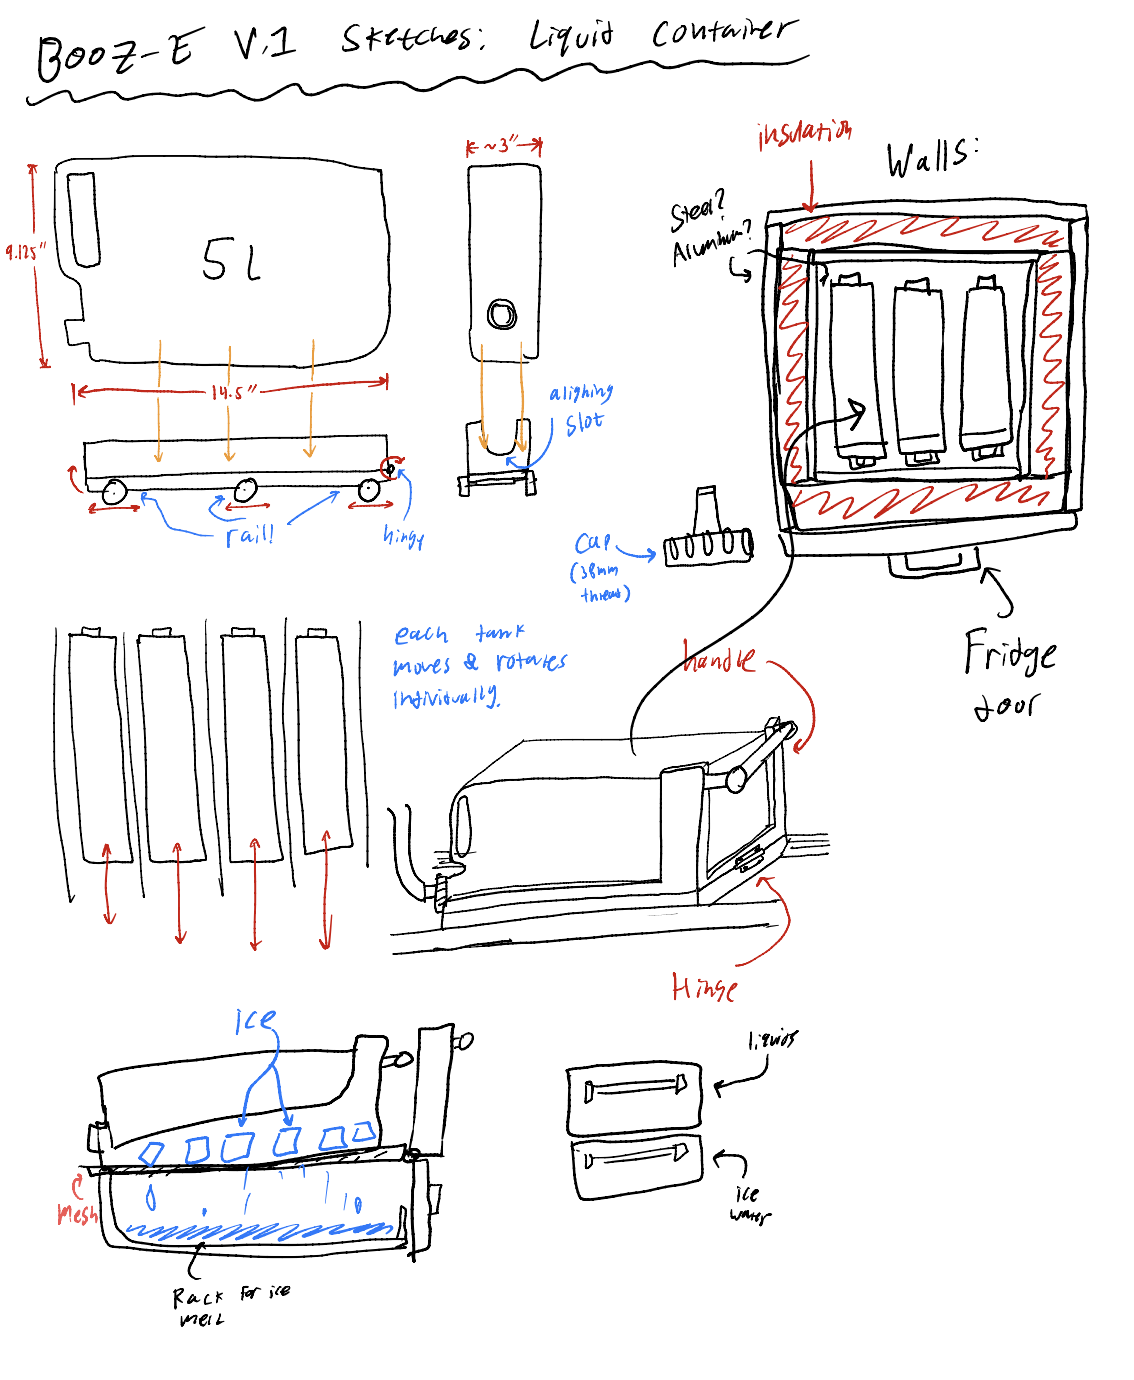 BOOZ-E V.1 Sketches: Liquid Container
insulation
Walls:
~3"
Steel?
Aluminum?
9.125"
5L
14.5"
aligning
slot
rail!
hingy
Cap
(38mm
thread)
Fridge
door
each tank
moves & rotates
individually.
handle
Hinge
ice
liquids
Mesh
ice
water
Rack for ice
melt